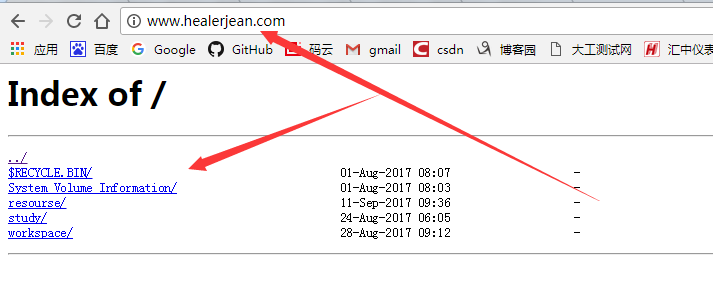 www.healerjean.com
应用 百度 Google GitHub 码云 gmail csdn 博客园 大工测试网 汇中仪表
Index of /
../
$RECYCLE.BIN/ 01-Aug-2017 08:07 -
System Volume Information/ 01-Aug-2017 08:03 -
resourse/ 11-Sep-2017 09:36 -
study/ 24-Aug-2017 06:05 -
workspace/ 28-Aug-2017 09:12 -